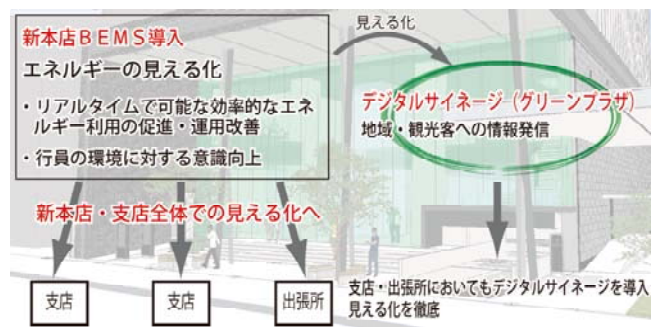 新本店BEMS導入
エネルギーの見える化
・リアルタイムで可能な効率的なエネ
ルギー利用の促進・運用改善
・行員の環境に対する意識向上
見える化
デジタルサイネージ（グリーンプラザ）
地域・観光客への情報発信
新本店・支店全体での見える化へ
支店
支店
出張所
支店・出張所においてもデジタルサイネージを導入
見える化を徹底